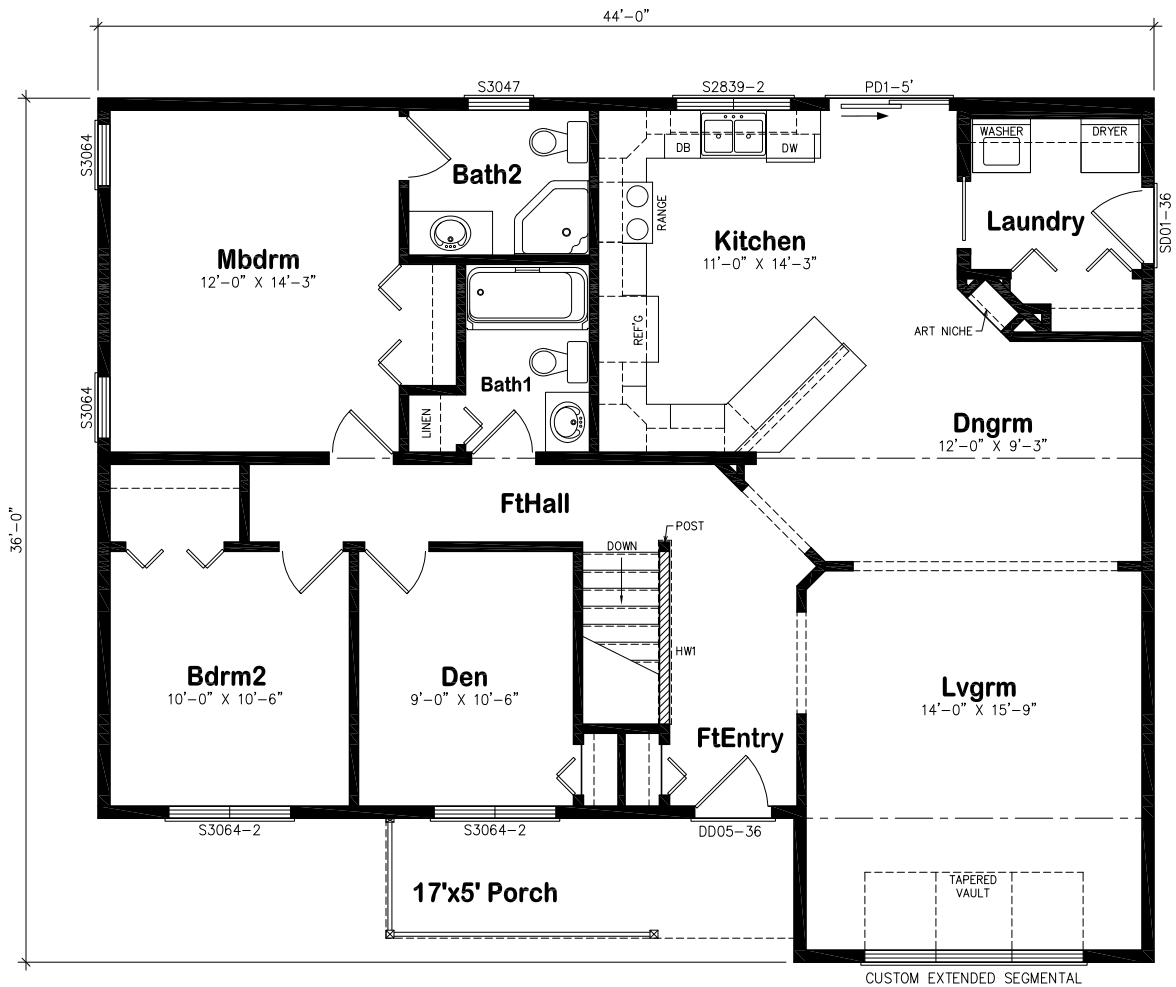 44'-0"
S3047
S2839-2
PD1-5'
S3064
WASHER
DRYER
DB
DW
Bath2
RANGE
Laundry
SD01-36
Kitchen
11'-0" X 14'-3"
Mbdrm
12'-0" X 14'-3"
REF'G
ART NICHE
S3064
Bath1
LINEN
Dngrm
12'-0" X 9'-3"
FtHall
36'-0"
POST
DOWN
HW1
Bdrm2
10'-0" X 10'-6"
Den
9'-0" X 10'-6"
Lvgrm
14'-0" X 15'-9"
FtEntry
S3064-2
S3064-2
DD05-36
17'x5' Porch
TAPERED
VAULT
CUSTOM EXTENDED SEGMENTAL